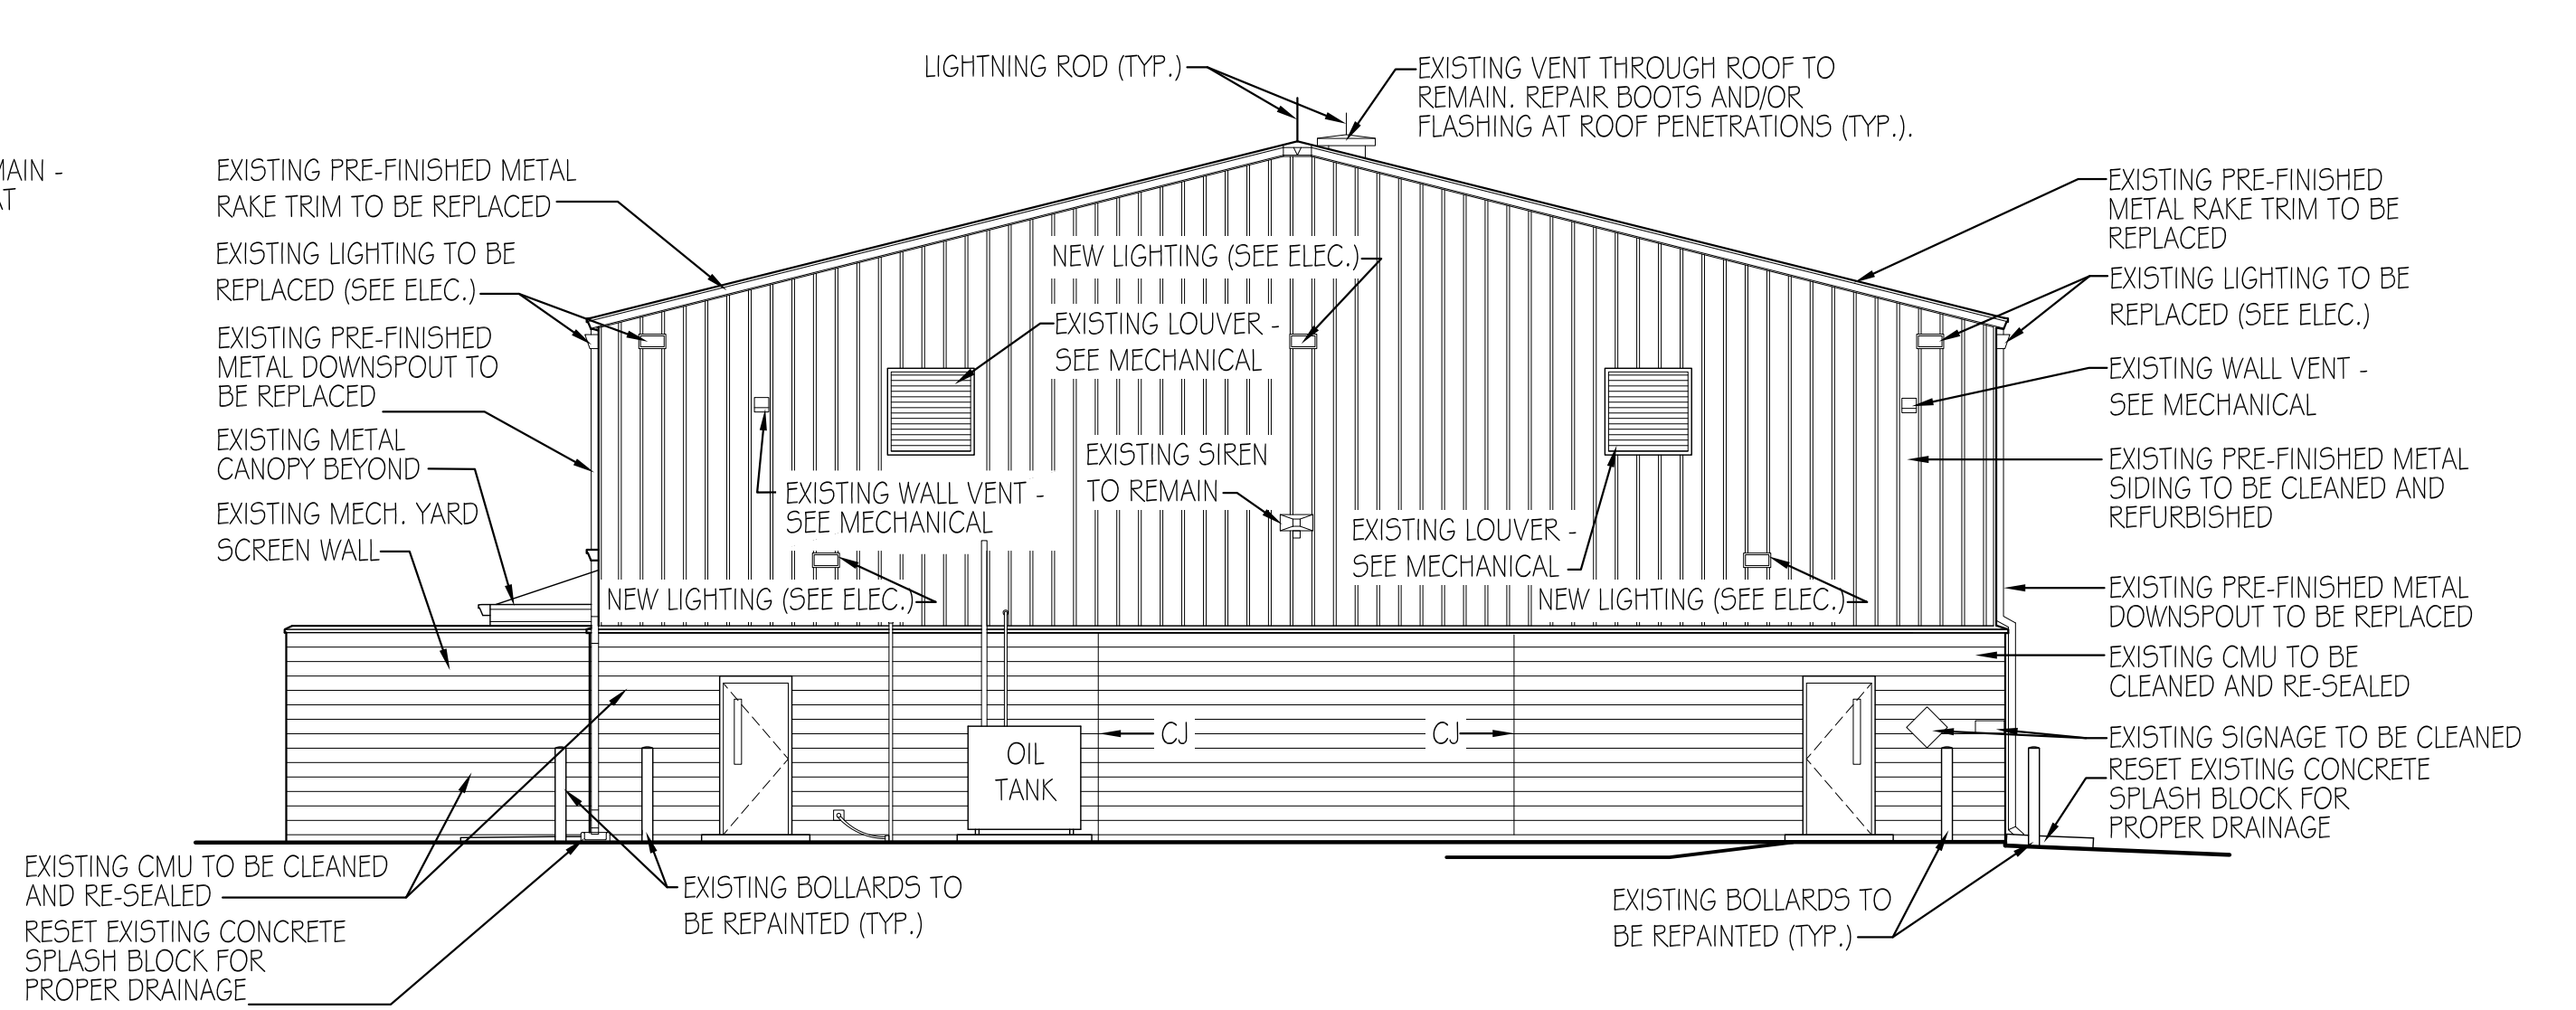 LIGHTNING ROD (TYP.)
EXISTING VENT THROUGH ROOF TO
REMAIN. REPAIR BOOTS AND/OR
FLASHING AT ROOF PENETRATIONS (TYP.).
MAIN -
AT
EXISTING PRE-FINISHED METAL
RAKE TRIM TO BE REPLACED
EXISTING LIGHTING TO BE
REPLACED (SEE ELEC.)
EXISTING PRE-FINISHED
METAL DOWNSPOUT TO
BE REPLACED
EXISTING METAL
CANOPY BEYOND
EXISTING MECH. YARD
SCREEN WALL
NEW LIGHTING (SEE ELEC.)
EXISTING LOUVER -
SEE MECHANICAL
EXISTING WALL VENT -
SEE MECHANICAL
EXISTING SIREN
TO REMAIN
EXISTING LOUVER -
SEE MECHANICAL
NEW LIGHTING (SEE ELEC.)
NEW LIGHTING (SEE ELEC.)
OIL
TANK
CJ
CJ
EXISTING PRE-FINISHED
METAL RAKE TRIM TO BE
REPLACED
EXISTING LIGHTING TO BE
REPLACED (SEE ELEC.)
EXISTING WALL VENT -
SEE MECHANICAL
EXISTING PRE-FINISHED METAL
SIDING TO BE CLEANED AND
REFURBISHED
EXISTING PRE-FINISHED METAL
DOWNSPOUT TO BE REPLACED
EXISTING CMU TO BE
CLEANED AND RE-SEALED
EXISTING SIGNAGE TO BE CLEANED
RESET EXISTING CONCRETE
SPLASH BLOCK FOR
PROPER DRAINAGE
EXISTING CMU TO BE CLEANED
AND RE-SEALED
RESET EXISTING CONCRETE
SPLASH BLOCK FOR
PROPER DRAINAGE
EXISTING BOLLARDS TO
BE REPAINTED (TYP.)
EXISTING BOLLARDS TO
BE REPAINTED (TYP.)